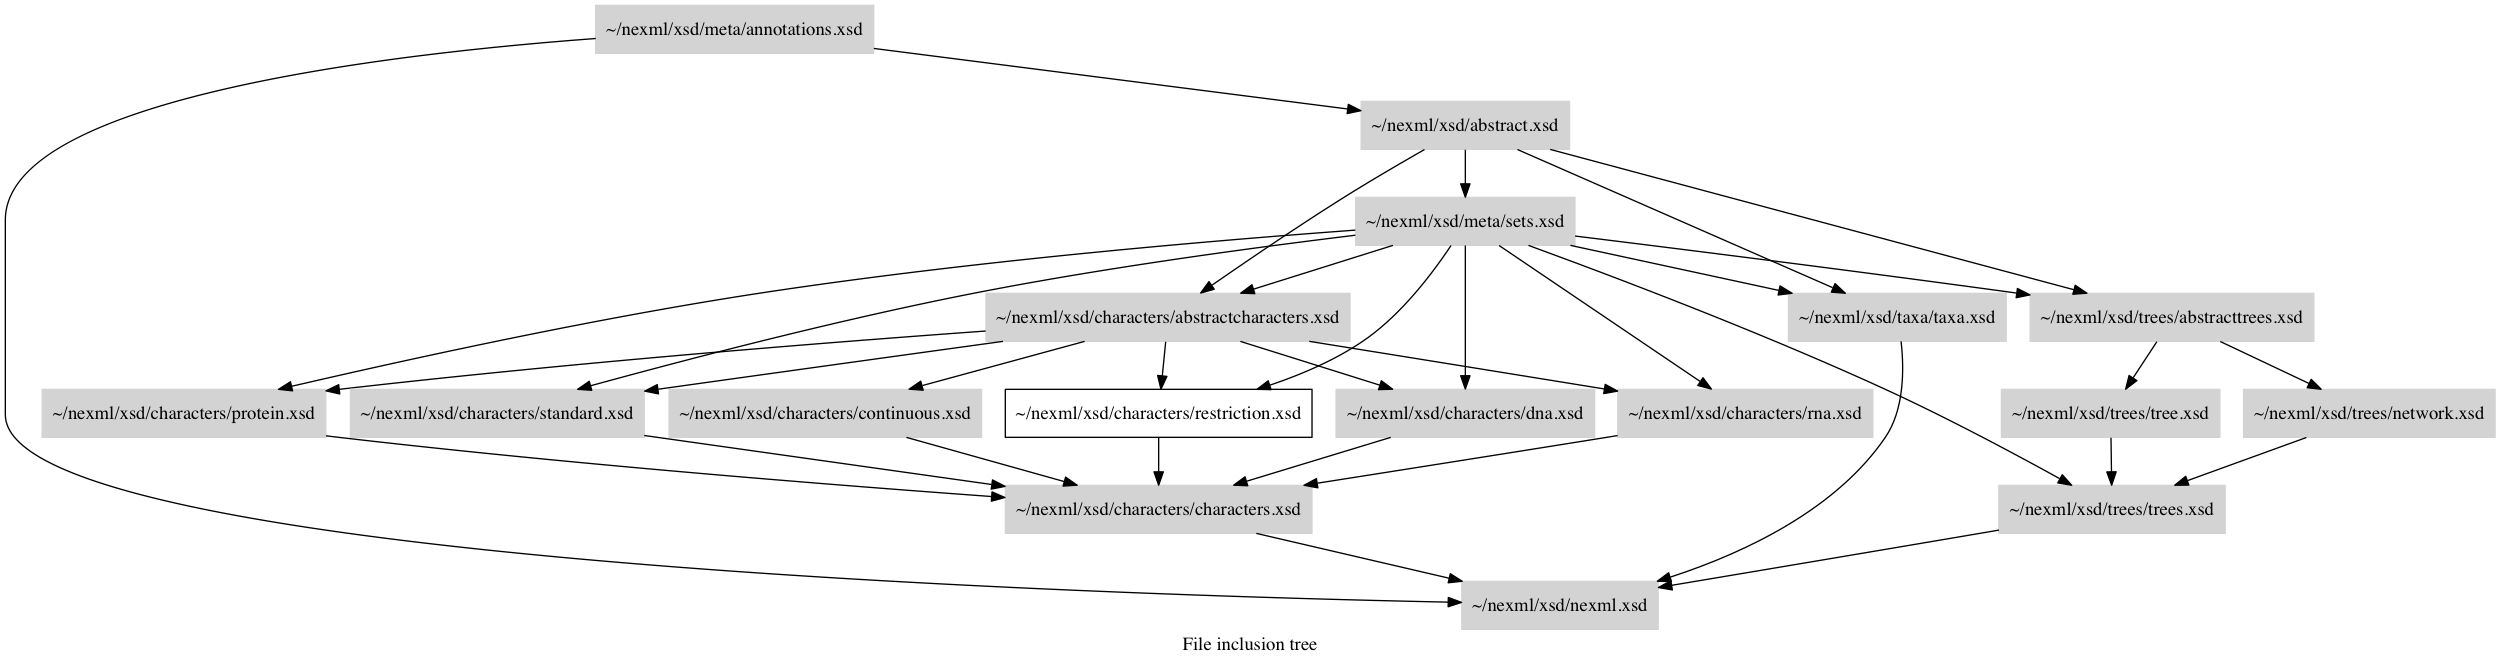 ~/nexml/xsd/meta/annotations.xsd
~/nexml/xsd/abstract.xsd
~/nexml/xsd/meta/sets.xsd
~/nexml/xsd/characters/abstractcharacters.xsd
~/nexml/xsd/taxa/taxa.xsd
~/nexml/xsd/trees/abstracttrees.xsd
~/nexml/xsd/characters/protein.xsd
~/nexml/xsd/characters/standard.xsd
~/nexml/xsd/characters/continuous.xsd
~/nexml/xsd/characters/restriction.xsd
~/nexml/xsd/characters/dna.xsd
~/nexml/xsd/characters/rna.xsd
~/nexml/xsd/trees/tree.xsd
~/nexml/xsd/trees/network.xsd
~/nexml/xsd/characters/characters.xsd
~/nexml/xsd/trees/trees.xsd
~/nexml/xsd/nexml.xsd
File inclusion tree